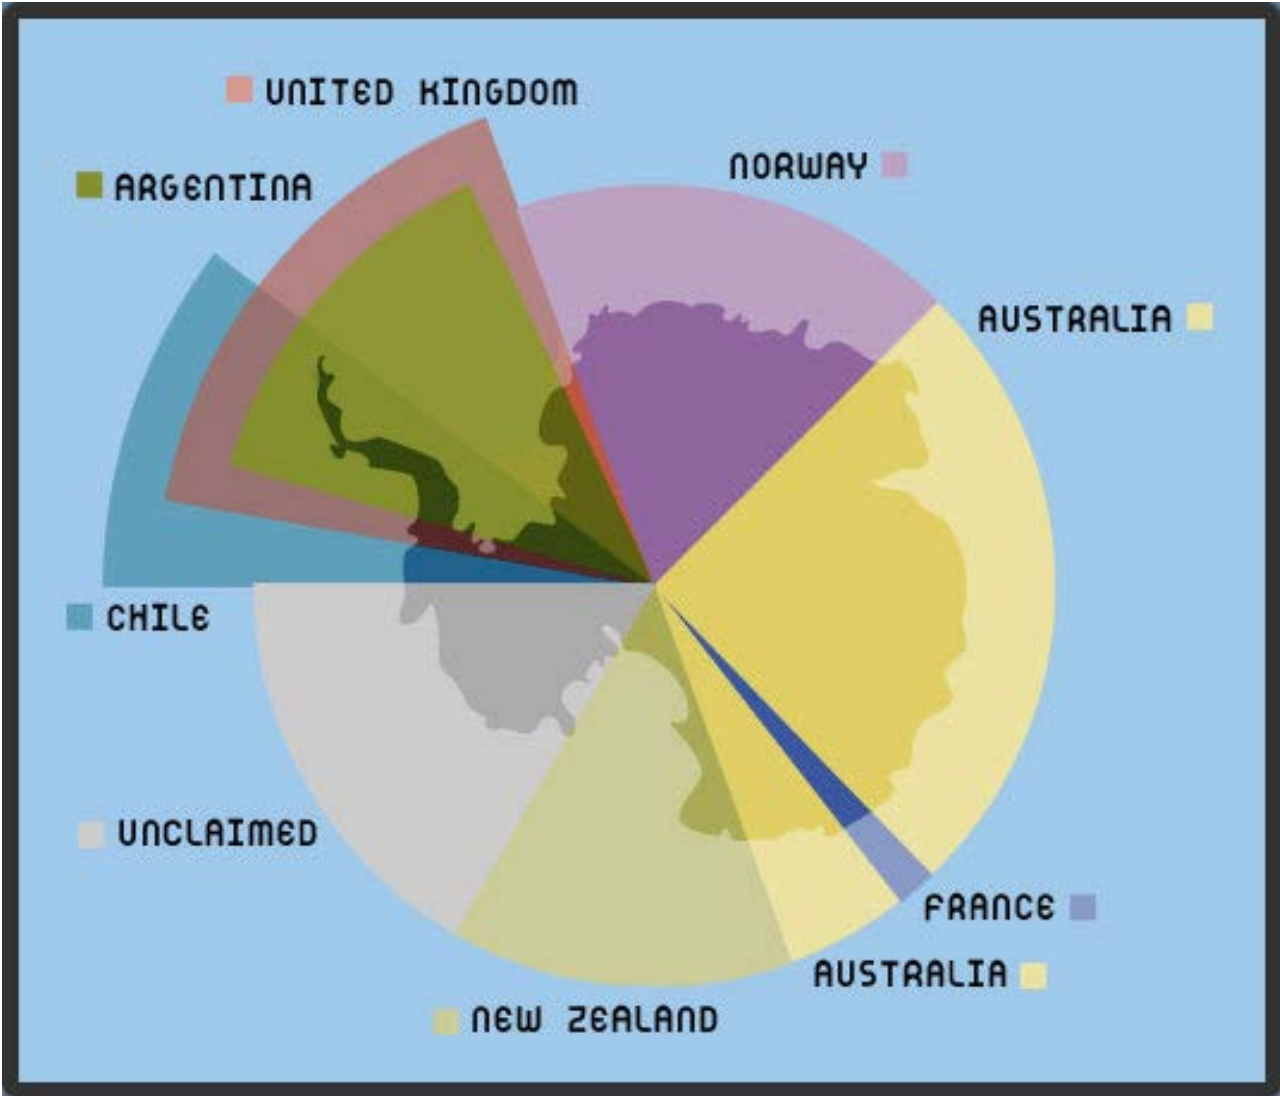 UNITED KINGDOM
NORWAY
ARGENTINA
AUSTRALIA
CHILE
UNCLAIMED
FRANCE
AUSTRALIA
NEW ZEALAND